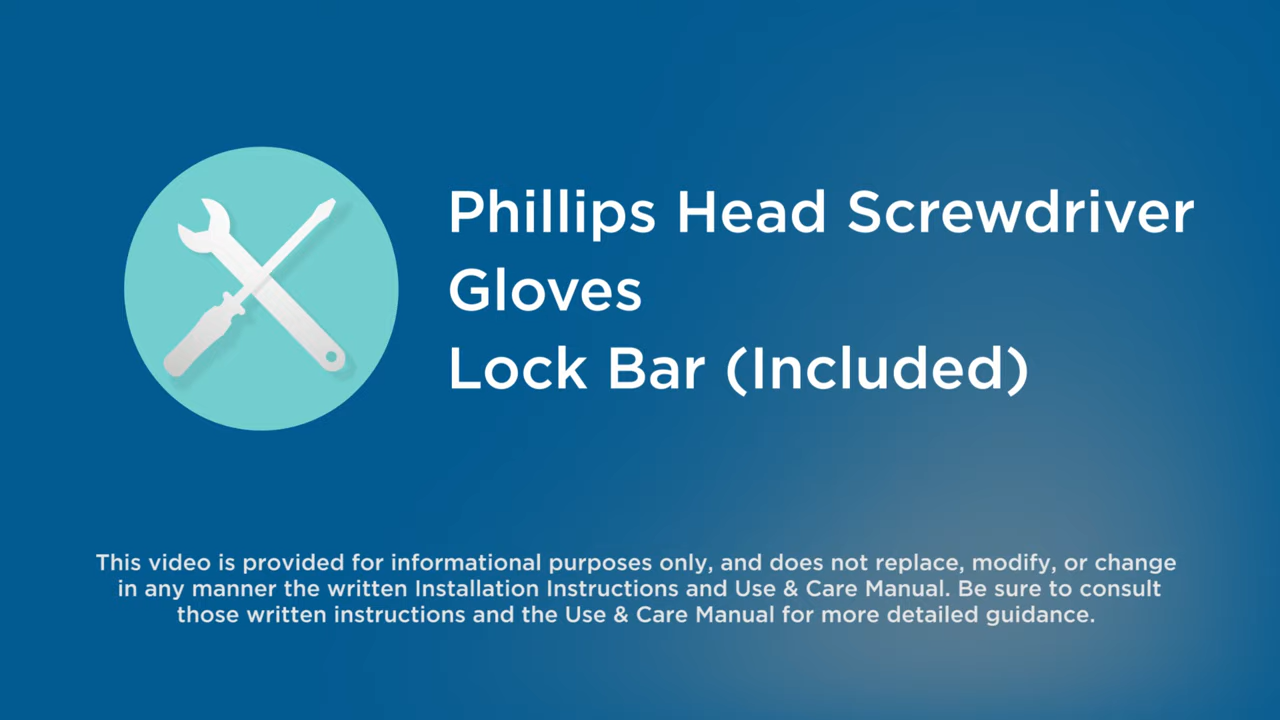 Phillips Head Screwdriver
Gloves
Lock Bar (Included)
This video is provided for informational purposes only, and does not replace, modify, or change
in any manner the written Installation Instructions and Use & Care Manual. Be sure to consult
those written instructions and the Use & Care Manual for more detailed guidance.